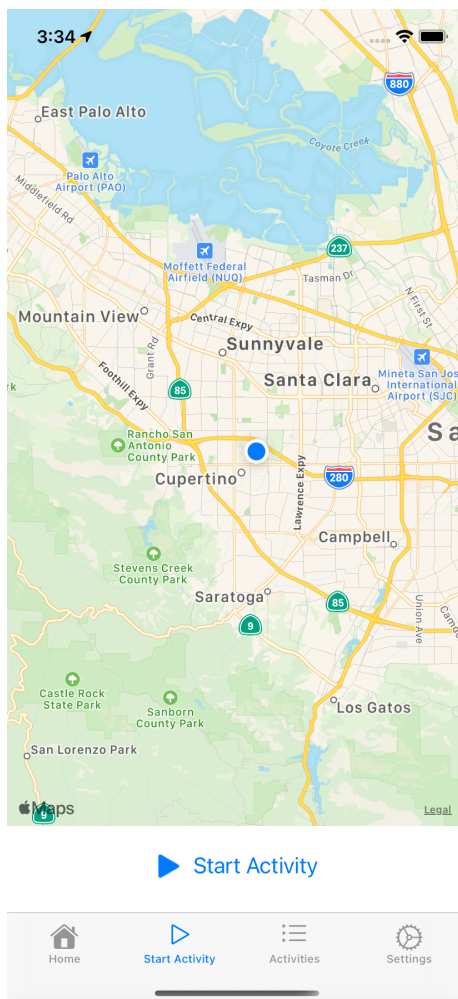 3:34
880
East Palo Alto
Coyote Creek
Palo Alto
Airport (PAO)
Middlefield Rd
237
Moffett Federal
Airfield (NUQ)
Tasman Dr
N First St
Mountain View
Central Expy
Sunnyvale
Grant Rd
Mineta San Jos
International
Airport (SJC)
Foothill Expy
Santa Clara
rk
85
Sa
Rancho San
Antonio
County Park
Cupertino
280
Lawrence Expy
Campbell
Stevens Creek
County Park
Saratoga
85
Union Ave
Camd
9
Castle Rock
State Park
Sanborn
County Park
Los Gatos
San Lorenzo Park
Maps
9
Legal
Start Activity
Home
Start Activity
Activities
Settings